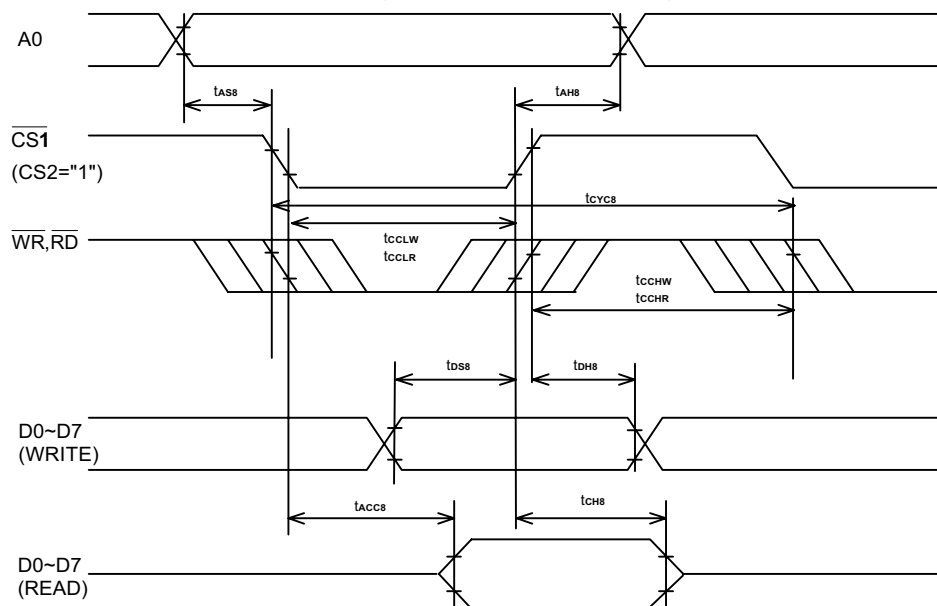 A0
tAS8
tAH8
CS1
(CS2="1")
tCYC8
WR,RD
tCCLW
tCCLR
tCCHW
tCCHR
tDS8
tDH8
D0~D7
(WRITE)
tACC8
tCH8
D0~D7
(READ)